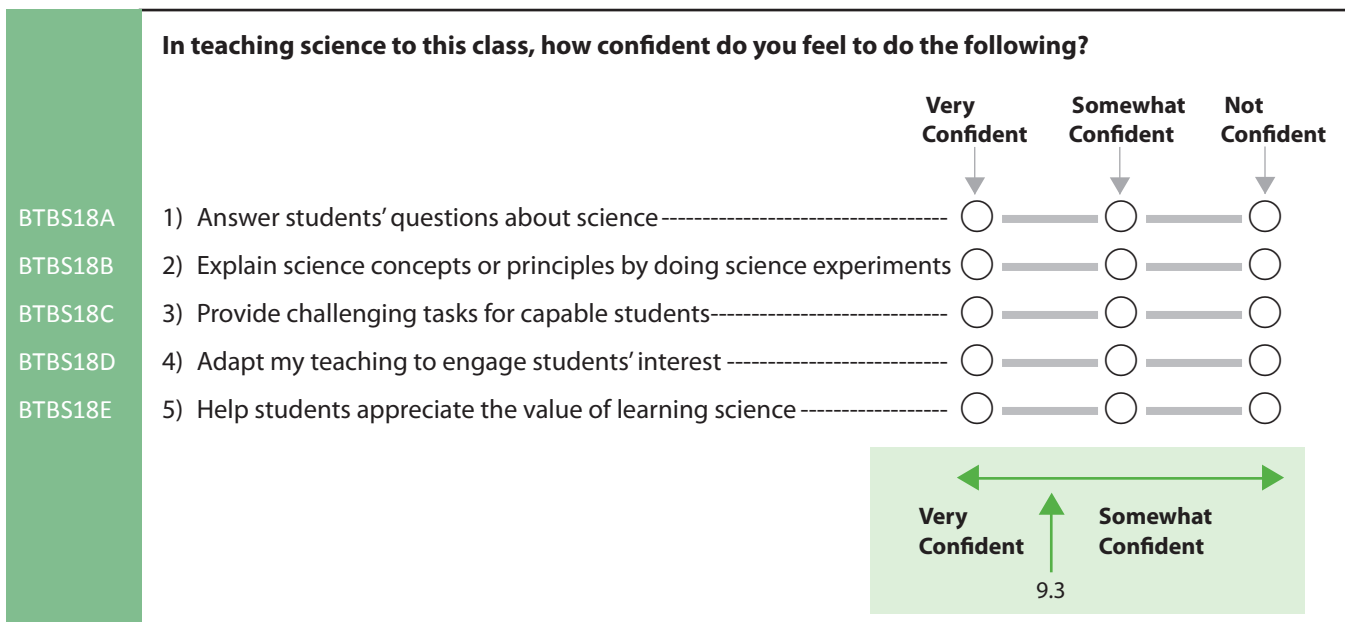 In teaching science to this class, how confident do you feel to do the following?
Very Confident Somewhat Confident Not Confident
BTBS18A 1) Answer students’ questions about science
BTBS18B 2) Explain science concepts or principles by doing science experiments
BTBS18C 3) Provide challenging tasks for capable students
BTBS18D 4) Adapt my teaching to engage students’ interest
BTBS18E 5) Help students appreciate the value of learning science
Very Confident Somewhat Confident
9.3